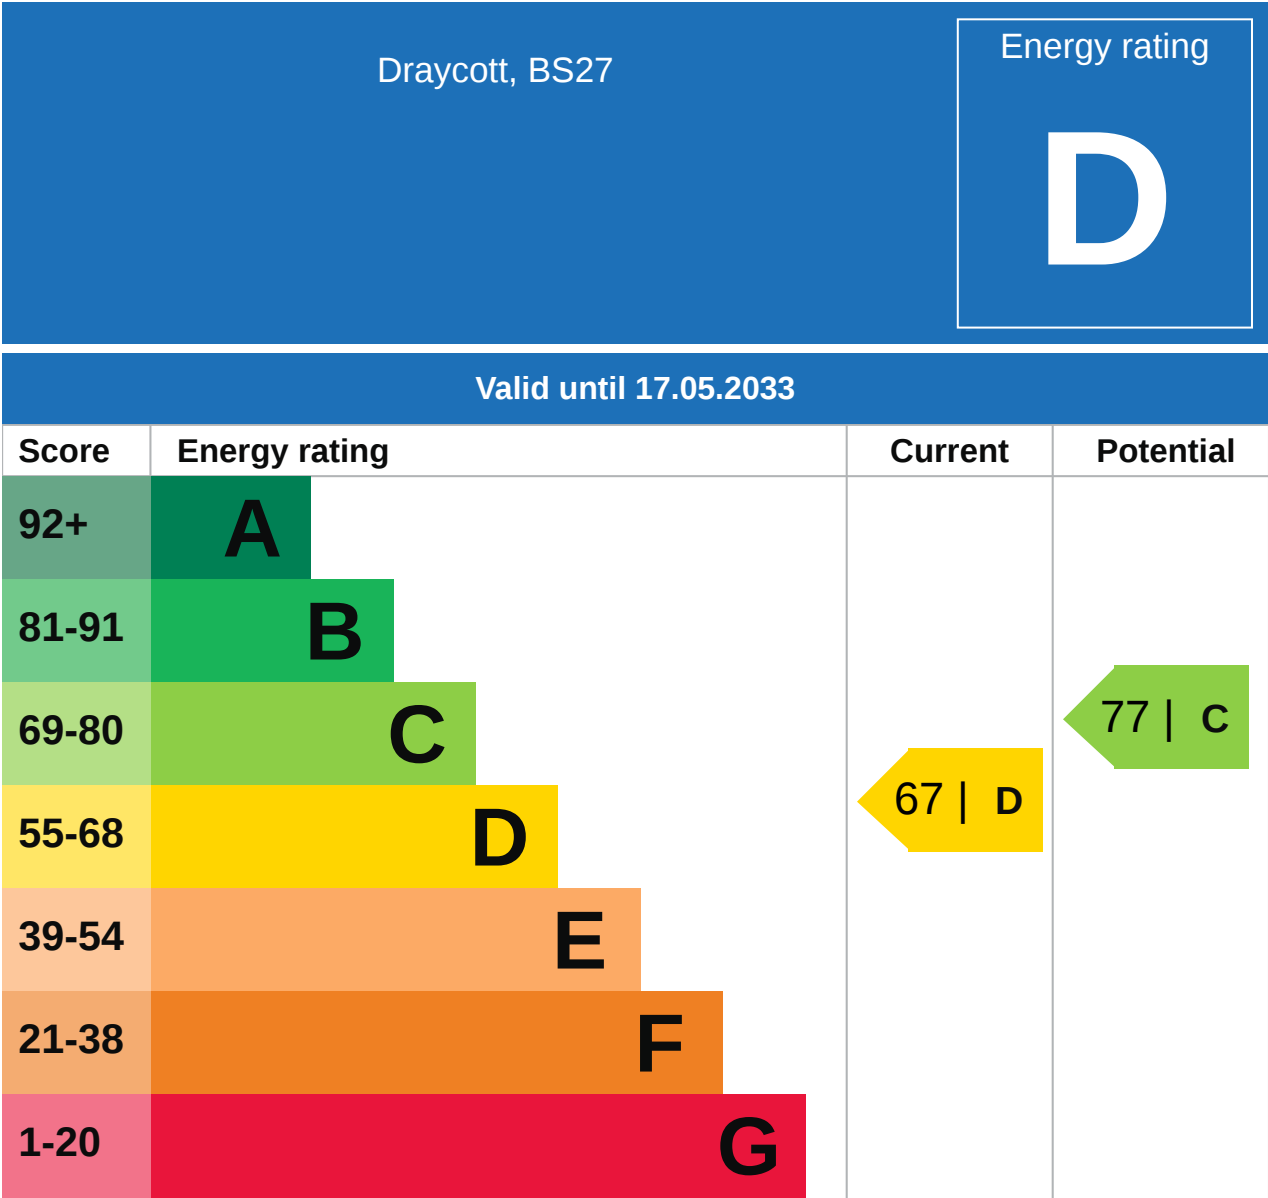 Draycott, BS27
Energy rating
D
Valid until 17.05.2033
Score Energy rating Current Potential
92+ A
81-91 B
69-80 C
77 | C
55-68 D
67 | D
39-54 E
21-38 F
1-20 G